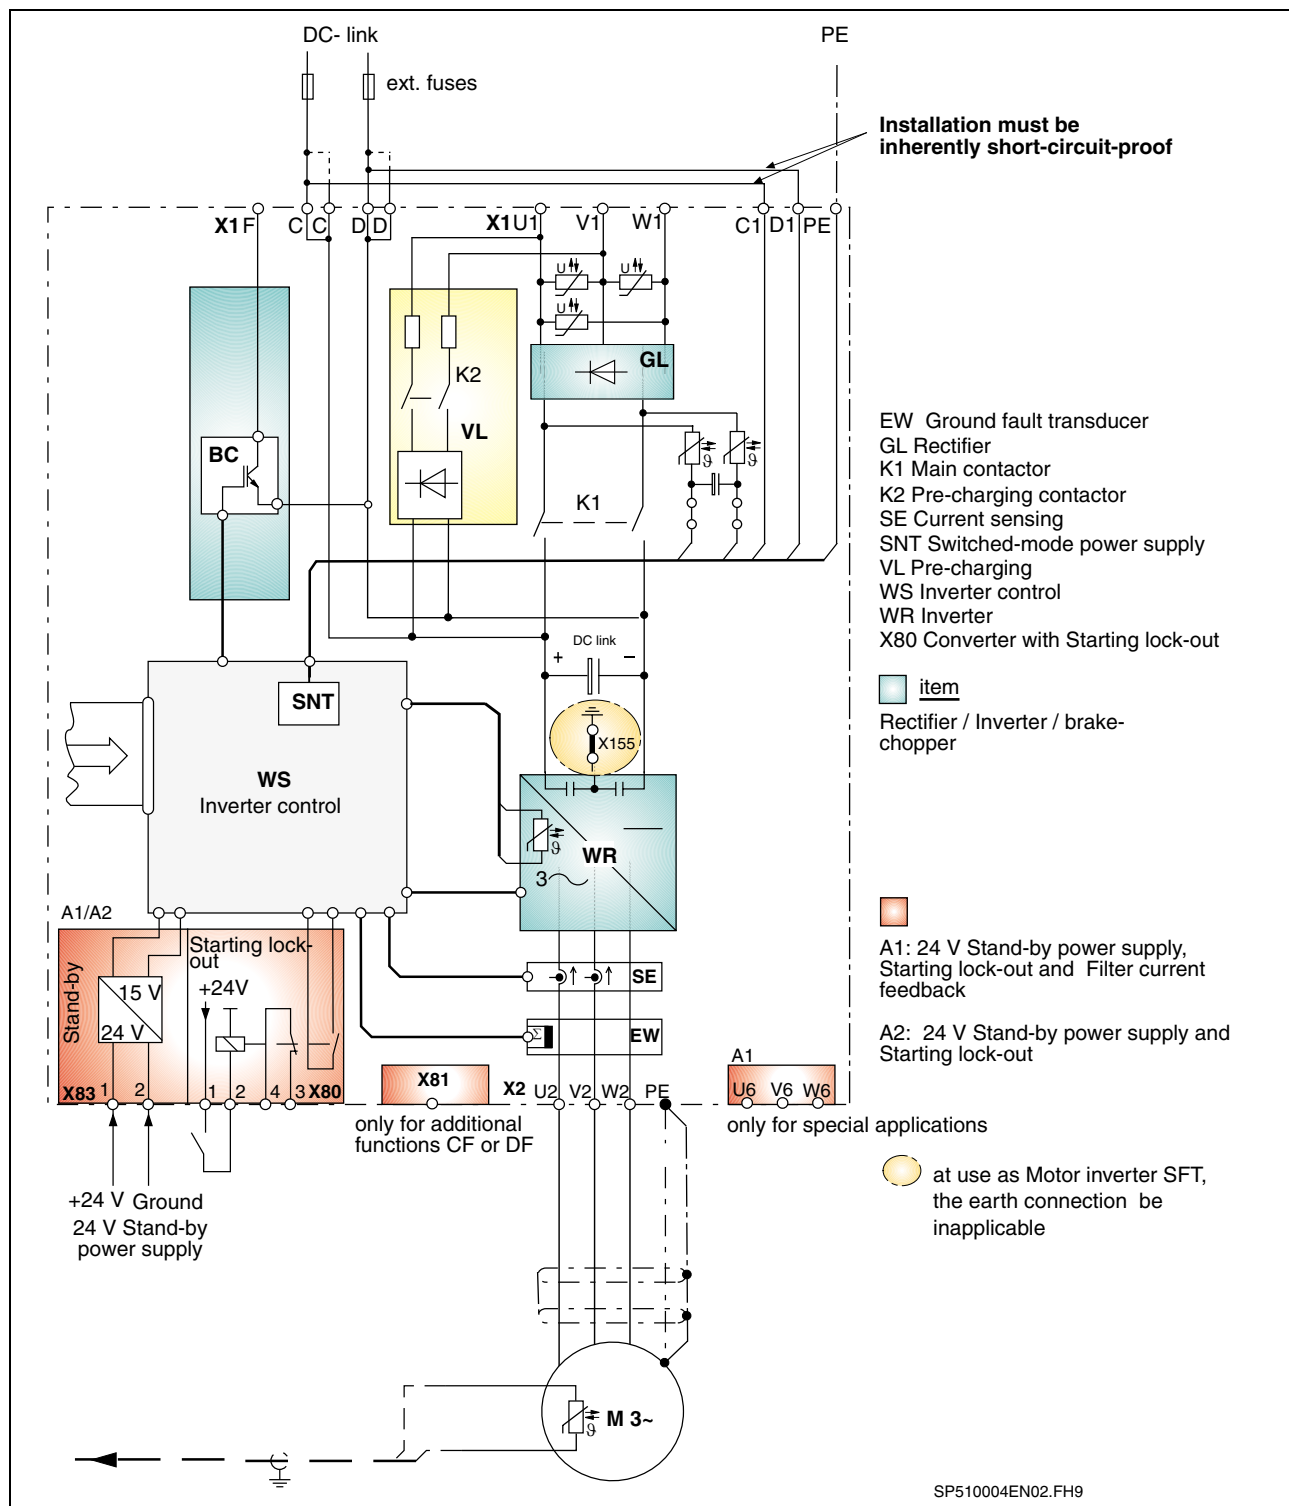 DC- link
PE
ext. fuses
Installation must be
inherently short-circuit-proof
X1 F
C
C
D
D
X1 U1
V1
W1
C1
D1
PE
U
U
U
GL
K2
VL
BC
ϑ
ϑ
K1
EW Ground fault transducer
GL Rectifier
K1 Main contactor
K2 Pre-charging contactor
SE Current sensing
SNT Switched-mode power supply
VL Pre-charging
WS Inverter control
WR Inverter
X80 Converter with Starting lock-out
item
Rectifier / Inverter / brake-
chopper
DC link
+
−
SNT
X155
WS
Inverter control
ϑ
WR
3
A1/A2
Stand-by
Starting lock-
out
15 V
24 V
+24V
SE
Σ
EW
A1: 24 V Stand-by power supply,
Starting lock-out and Filter current
feedback
A2: 24 V Stand-by power supply and
Starting lock-out
X83 1 2 1 2 4 3 X80
X81
X2 U2 V2 W2 PE
A1
U6 V6 W6
only for additional
functions CF or DF
only for special applications
at use as Motor inverter SFT,
the earth connection be
inapplicable
+24 V Ground
24 V Stand-by
power supply
M 3~
ϑ
SP510004EN02.FH9